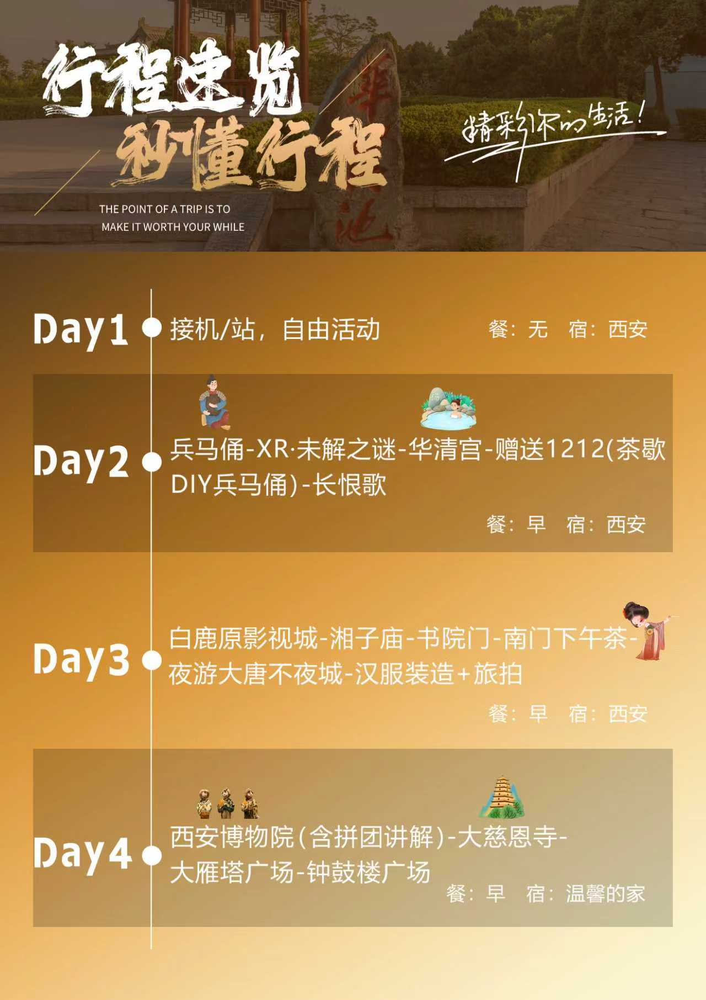 行程速览
秒懂行程
精彩你的生活!
THE POINT OF A TRIP IS TO
MAKE IT WORTH YOUR WHILE
华清池
Day1
接机/站，自由活动
餐：无 宿：西安
Day2
兵马俑-XR·未解之谜-华清宫-赠送1212(茶歇
DIY兵马俑)-长恨歌
餐：早 宿：西安
Day3
白鹿原影视城-湘子庙-书院门-南门下午茶-
夜游大唐不夜城-汉服装造+旅拍
餐：早 宿：西安
Day4
西安博物院(含拼团讲解)-大慈恩寺-
大雁塔广场-钟鼓楼广场
餐：早 宿：温馨的家